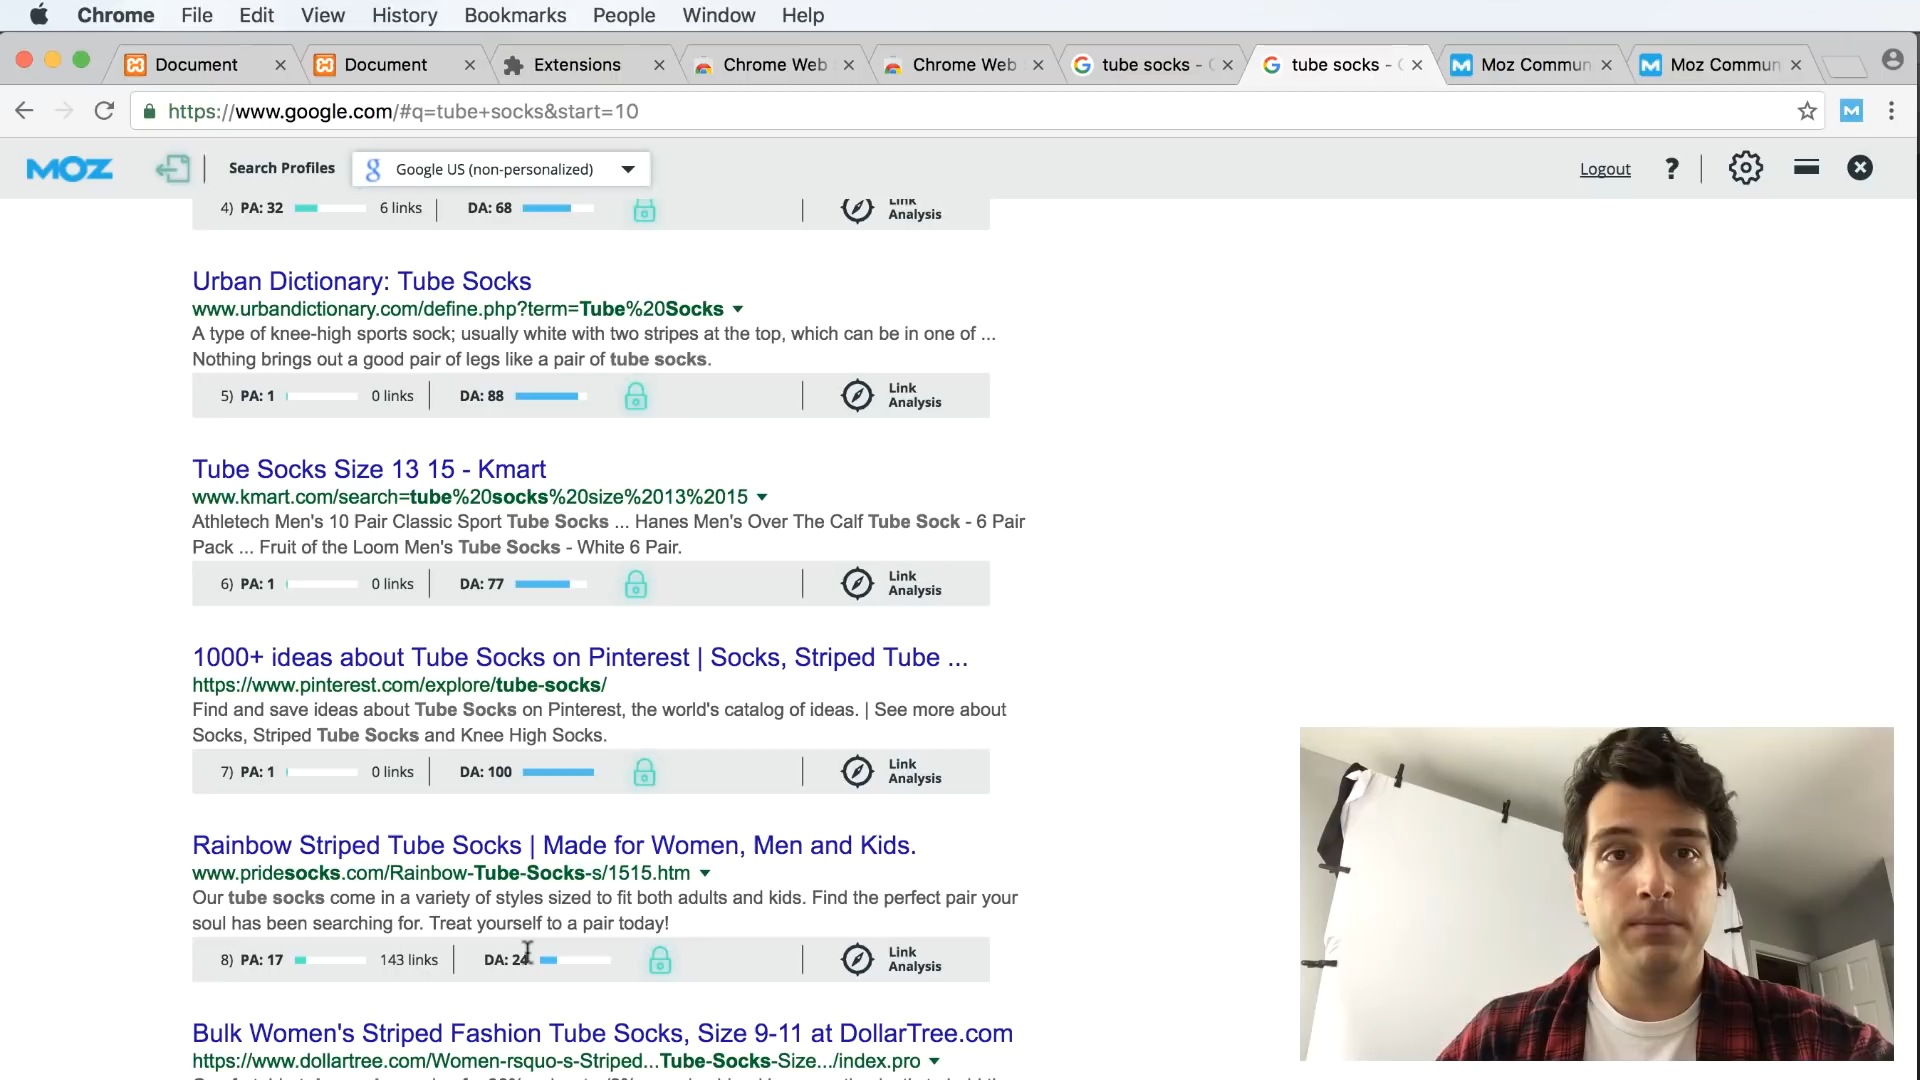 Chrome File Edit View History Bookmarks People Window Help
Document Document Extensions Chrome Web Chrome Web tube socks - tube socks - Moz Commun Moz Commun
https://www.google.com/#q=tube+socks&start=10
MOZ Search Profiles Google US (non-personalized) Logout ?
4) PA: 32 6 links DA: 68 Link
Analysis
Urban Dictionary: Tube Socks
www.urbandictionary.com/define.php?term=Tube%20Socks
A type of knee-high sports sock; usually white with two stripes at the top, which can be in one of ...
Nothing brings out a good pair of legs like a pair of tube socks.
5) PA: 1 0 links DA: 88 Link
Analysis
Tube Socks Size 13 15 - Kmart
www.kmart.com/search=tube%20socks%20size%2013%2015
Athletech Men's 10 Pair Classic Sport Tube Socks ... Hanes Men's Over The Calf Tube Sock - 6 Pair
Pack ... Fruit of the Loom Men's Tube Socks - White 6 Pair.
6) PA: 1 0 links DA: 77 Link
Analysis
1000+ ideas about Tube Socks on Pinterest | Socks, Striped Tube ...
https://www.pinterest.com/explore/tube-socks/
Find and save ideas about Tube Socks on Pinterest, the world's catalog of ideas. | See more about
Socks, Striped Tube Socks and Knee High Socks.
7) PA: 1 0 links DA: 100 Link
Analysis
Rainbow Striped Tube Socks | Made for Women, Men and Kids.
www.pridesocks.com/Rainbow-Tube-Socks-s/1515.htm
Our tube socks come in a variety of styles sized to fit both adults and kids. Find the perfect pair your
soul has been searching for. Treat yourself to a pair today!
8) PA: 17 143 links DA: 24 Link
Analysis
Bulk Women's Striped Fashion Tube Socks, Size 9-11 at DollarTree.com
https://www.dollartree.com/Women-rsquo-s-Striped...Tube-Socks-Size.../index.pro